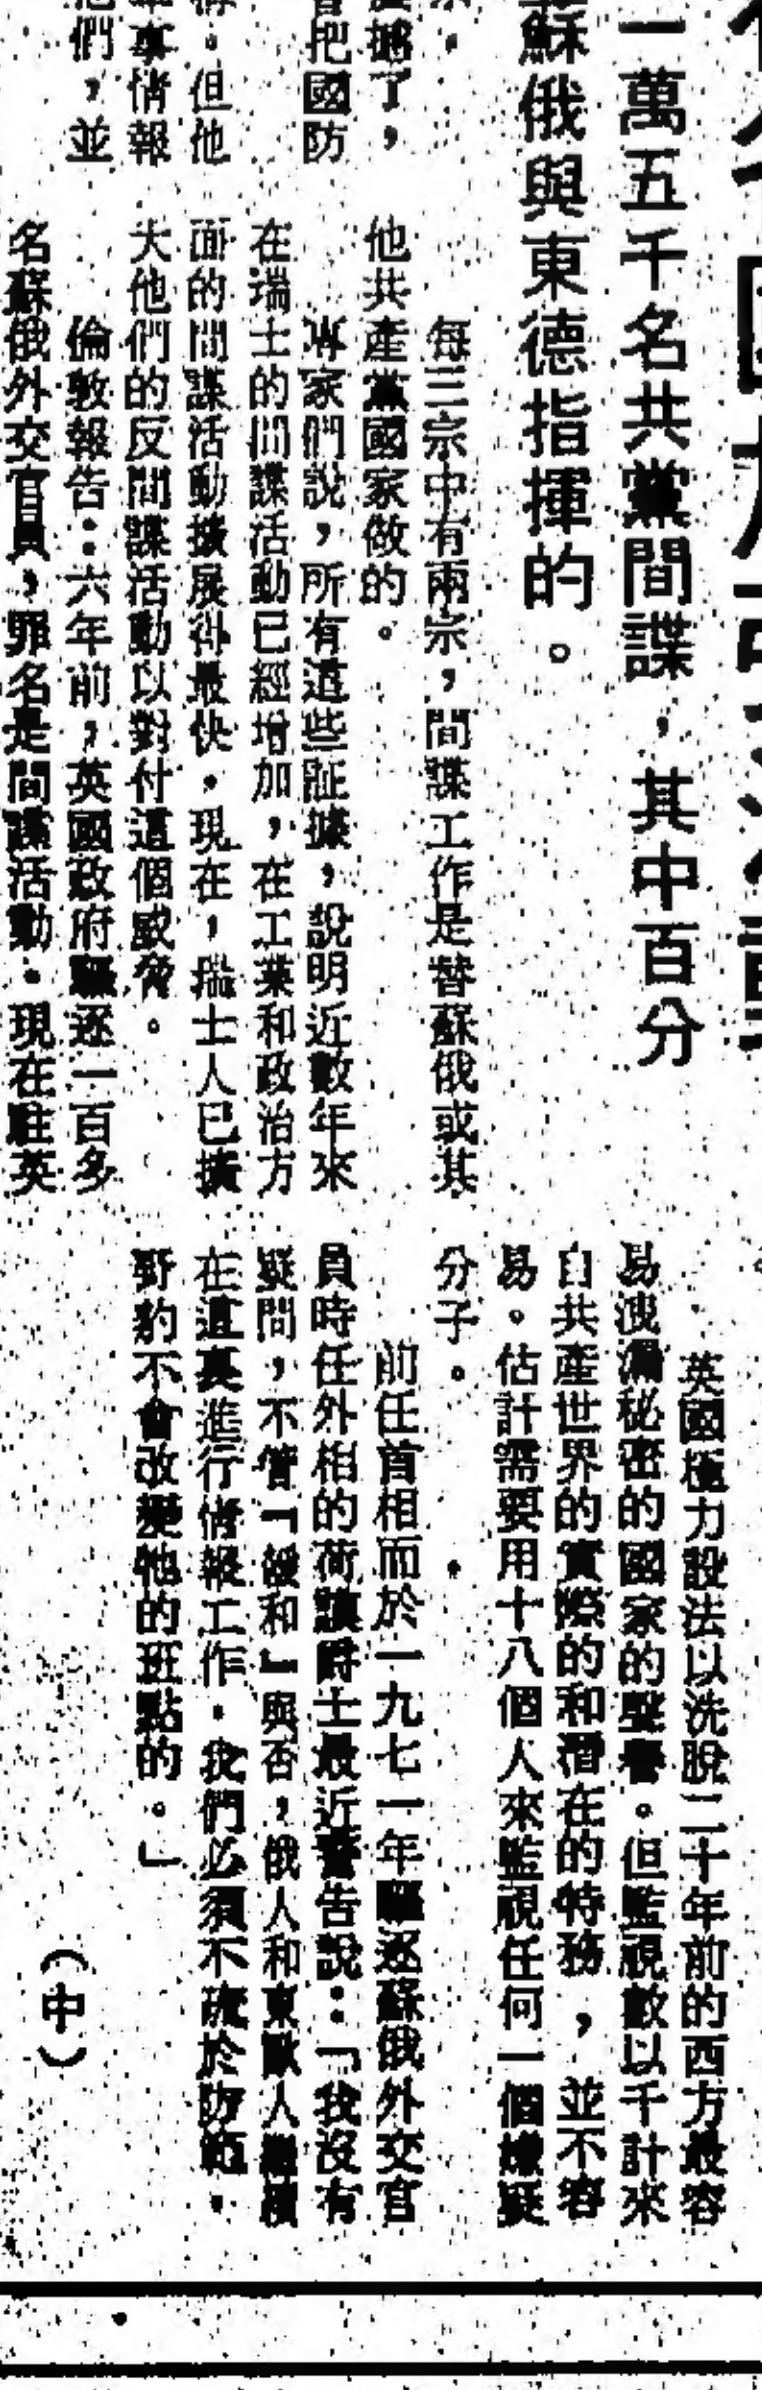 一萬五千名共黨間諜，其中百分
蘇俄與東德指揮的。
把國防
情。但他
事情報
們，並
每三宗中有兩宗，間諜工作是替蘇俄或其
他共產黨國家做的。
專家們說，所有這些証據，說明近數年來
在瑞士的間諜活動已經增加，在工業和政治方
面的間諜活動擴展得最快。現在，瑞士人已擴
大他們的反間諜活動以對付這個威脅。
倫敦報告：六年前，英國政府驅逐一百多
名蘇俄外交官員，罪名是間諜活動。現在駐英
英國極力設法以洗脫二十年前的西方最容
易洩漏秘密的國家的聲譽。但監視數以千計來
自共產世界的實際的和潛在的特務，並不容
易。估計需要用十八個人來監視任何一個嫌疑
分子。
前任首相而於一九七一年驅逐蘇俄外交官
員時任外相的荷謨爵士最近警告說：「我沒有
疑問，不管『緩和』與否，俄人和東歐人繼續
在這裏進行情報工作。我們必須不疏於防範。
野豹不會改變牠的斑點的。」
（中）